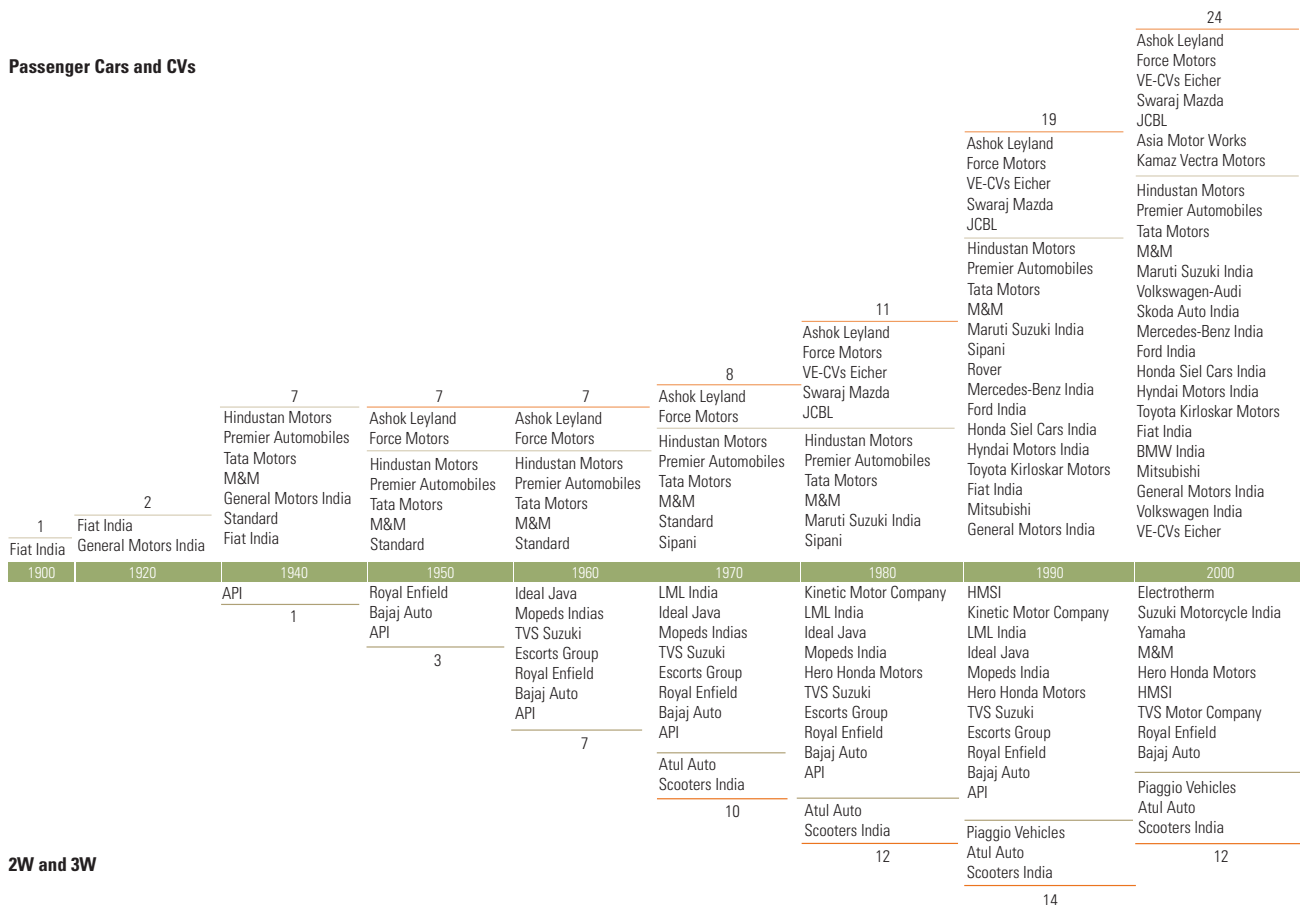 Passenger Cars and CVs
1
Fiat India
2
Fiat India
General Motors India
7
Hindustan Motors
Premier Automobiles
Tata Motors
M&M
General Motors India
Standard
Fiat India
7
Ashok Leyland
Force Motors
Hindustan Motors
Premier Automobiles
Tata Motors
M&M
Standard
7
Ashok Leyland
Force Motors
Hindustan Motors
Premier Automobiles
Tata Motors
M&M
Standard
8
Ashok Leyland
Force Motors
Hindustan Motors
Premier Automobiles
Tata Motors
M&M
Standard
Sipani
11
Ashok Leyland
Force Motors
VE-CVs Eicher
Swaraj Mazda
JCBL
Hindustan Motors
Premier Automobiles
Tata Motors
M&M
Maruti Suzuki India
Sipani
19
Ashok Leyland
Force Motors
VE-CVs Eicher
Swaraj Mazda
JCBL
Hindustan Motors
Premier Automobiles
Tata Motors
M&M
Maruti Suzuki India
Sipani
Rover
Mercedes-Benz India
Ford India
Honda Siel Cars India
Hyndai Motors India
Toyota Kirloskar Motors
Fiat India
Mitsubishi
General Motors India
24
Ashok Leyland
Force Motors
VE-CVs Eicher
Swaraj Mazda
JCBL
Asia Motor Works
Kamaz Vectra Motors
Hindustan Motors
Premier Automobiles
Tata Motors
M&M
Maruti Suzuki India
Volkswagen-Audi
Skoda Auto India
Mercedes-Benz India
Ford India
Honda Siel Cars India
Hyndai Motors India
Toyota Kirloskar Motors
Fiat India
BMW India
Mitsubishi
General Motors India
Volkswagen India
VE-CVs Eicher
1900 1920 1940 1950 1960 1970 1980 1990 2000
API
1
Royal Enfield
Bajaj Auto
API
3
Ideal Java
Mopeds Indias
TVS Suzuki
Escorts Group
Royal Enfield
Bajaj Auto
API
7
LML India
Ideal Java
Mopeds Indias
TVS Suzuki
Escorts Group
Royal Enfield
Bajaj Auto
API
Atul Auto
Scooters India
10
Kinetic Motor Company
LML India
Ideal Java
Mopeds India
Hero Honda Motors
TVS Suzuki
Escorts Group
Royal Enfield
Bajaj Auto
API
Atul Auto
Scooters India
12
HMSI
Kinetic Motor Company
LML India
Ideal Java
Mopeds India
Hero Honda Motors
TVS Suzuki
Escorts Group
Royal Enfield
Bajaj Auto
API
Piaggio Vehicles
Atul Auto
Scooters India
14
Electrotherm
Suzuki Motorcycle India
Yamaha
M&M
Hero Honda Motors
HMSI
TVS Motor Company
Royal Enfield
Bajaj Auto
Piaggio Vehicles
Atul Auto
Scooters India
12
2W and 3W